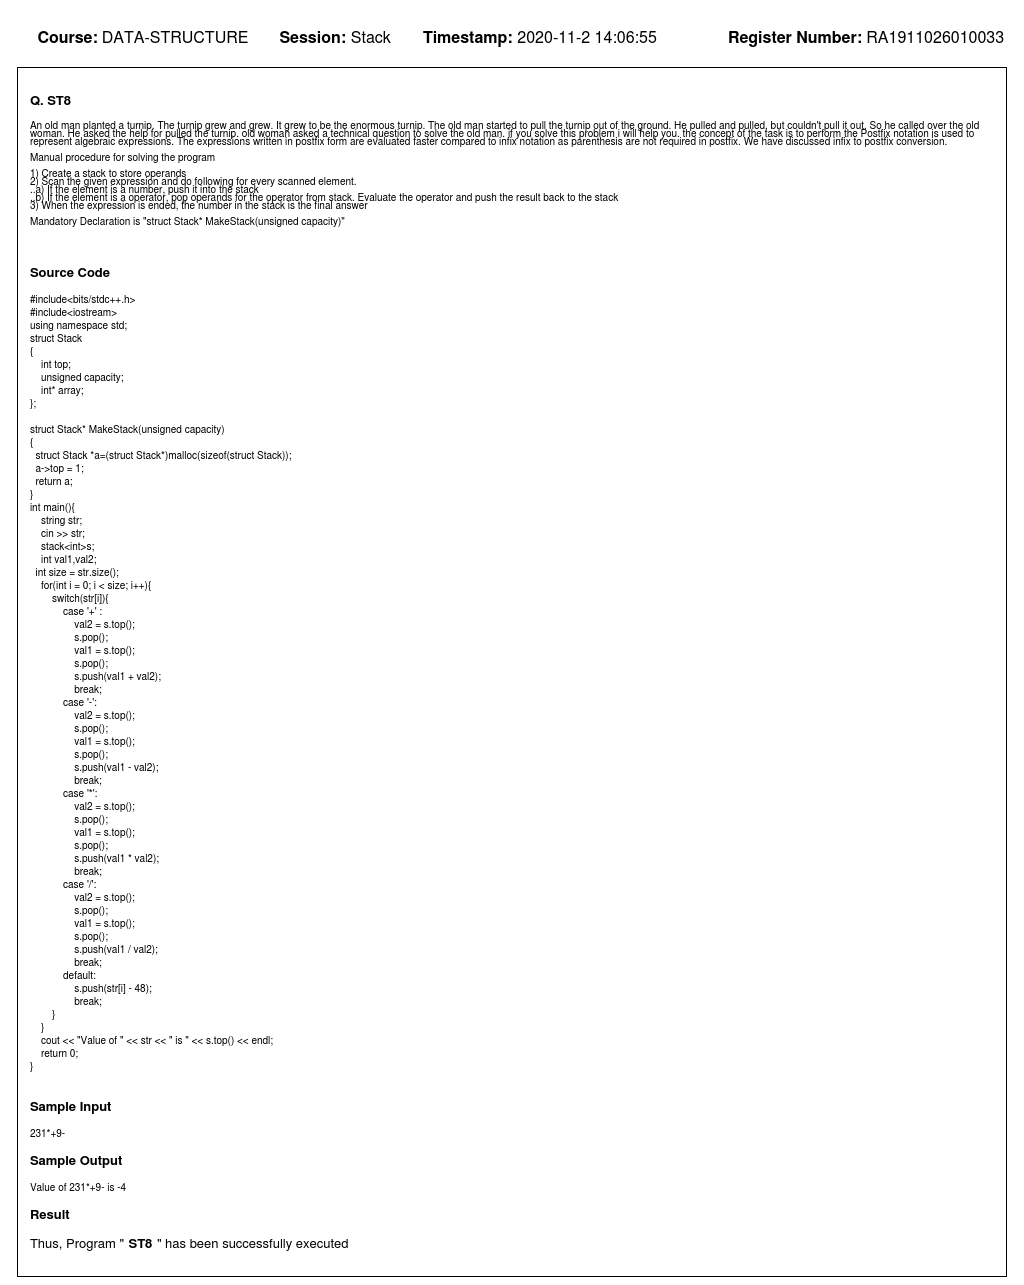 Course: DATA-STRUCTURE Session: Stack Timestamp: 2020-11-2 14:06:55 Register Number: RA1911026010033
Q. ST8
An old man planted a turnip. The turnip grew and grew. It grew to be the enormous turnip. The old man started to pull the turnip out of the ground. He pulled and pulled, but couldn't pull it out. So he called over the old
woman. He asked the help for pulled the turnip. old woman asked a technical question to solve the old man. if you solve this problem i will help you. the concept of the task is to perform the Postfix notation is used to
represent algebraic expressions. The expressions written in postfix form are evaluated faster compared to infix notation as parenthesis are not required in postfix. We have discussed infix to postfix conversion.
Manual procedure for solving the program
1) Create a stack to store operands
2) Scan the given expression and do following for every scanned element.
..a) If the element is a number, push it into the stack
..b) If the element is a operator, pop operands for the operator from stack. Evaluate the operator and push the result back to the stack
3) When the expression is ended, the number in the stack is the final answer
Mandatory Declaration is "struct Stack* MakeStack(unsigned capacity)"
Source Code
#include<bits/stdc++.h>
#include<iostream>
using namespace std;
struct Stack
{
    int top;
    unsigned capacity;
    int* array;
};
struct Stack* MakeStack(unsigned capacity)
{
  struct Stack *a=(struct Stack*)malloc(sizeof(struct Stack));
  a->top = 1;
  return a;
}
int main(){
    string str;
    cin >> str;
    stack<int>s;
    int val1,val2;
  int size = str.size();
    for(int i = 0; i < size; i++){
        switch(str[i]){
            case '+' :
                val2 = s.top();
                s.pop();
                val1 = s.top();
                s.pop();
                s.push(val1 + val2);
                break;
            case '-':
                val2 = s.top();
                s.pop();
                val1 = s.top();
                s.pop();
                s.push(val1 - val2);
                break;
            case '*':
                val2 = s.top();
                s.pop();
                val1 = s.top();
                s.pop();
                s.push(val1 * val2);
                break;
            case '/':
                val2 = s.top();
                s.pop();
                val1 = s.top();
                s.pop();
                s.push(val1 / val2);
                break;
            default:
                s.push(str[i] - 48);
                break;
        }
    }
    cout << "Value of " << str << " is " << s.top() << endl;
    return 0;
}
Sample Input
231*+9-
Sample Output
Value of 231*+9- is -4
Result
Thus, Program " ST8 " has been successfully executed